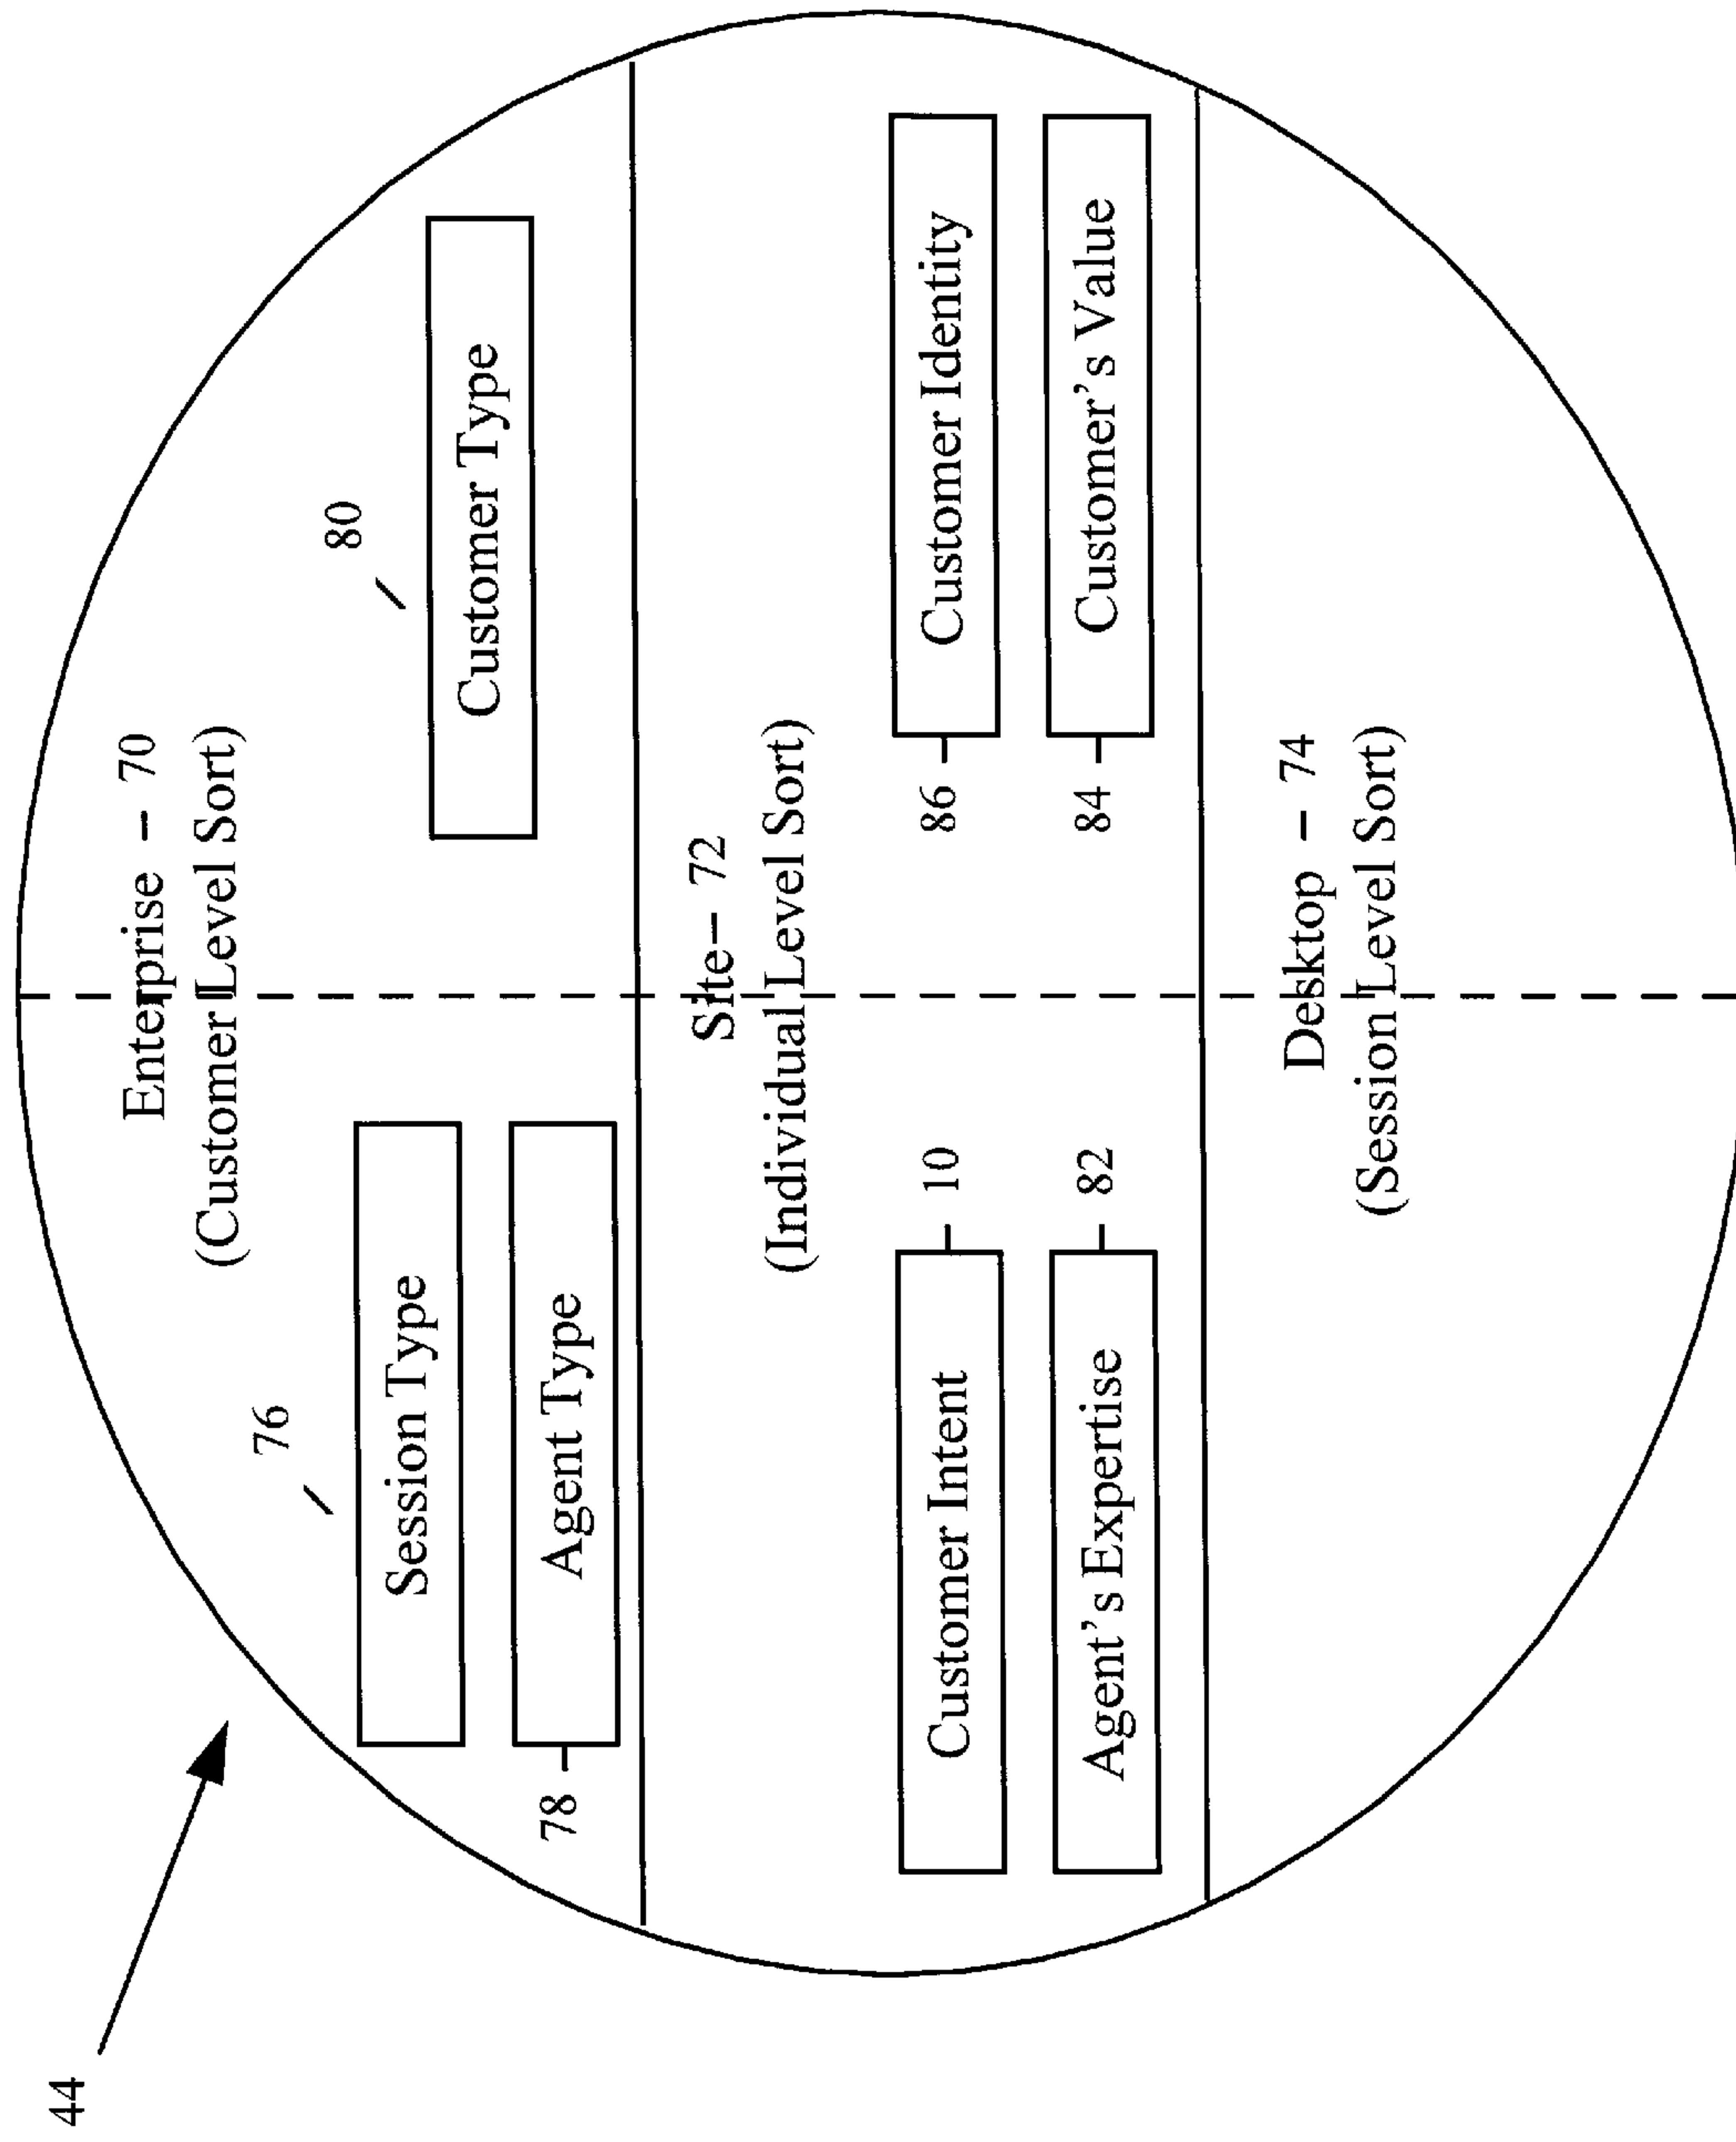 44
Enterprise – 70
(Customer Level Sort)
76
80
Session Type
Customer Type
78
Agent Type
Site– 72
(Individual Level Sort)
Customer Intent
10
86
Customer Identity
Agent's Expertise
82
84
Customer's Value
Desktop – 74
(Session Level Sort)